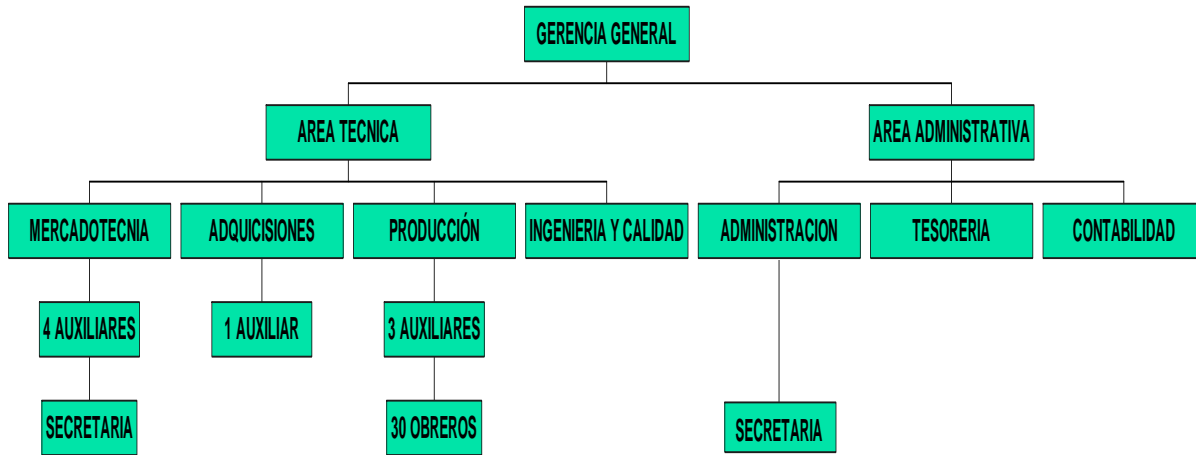 GERENCIA GENERAL
AREA TECNICA
AREA ADMINISTRATIVA
MERCADOTECNIA
ADQUICISIONES
PRODUCCIÓN
INGENIERIA Y CALIDAD
ADMINISTRACION
TESORERIA
CONTABILIDAD
4 AUXILIARES
1 AUXILIAR
3 AUXILIARES
SECRETARIA
30 OBREROS
SECRETARIA